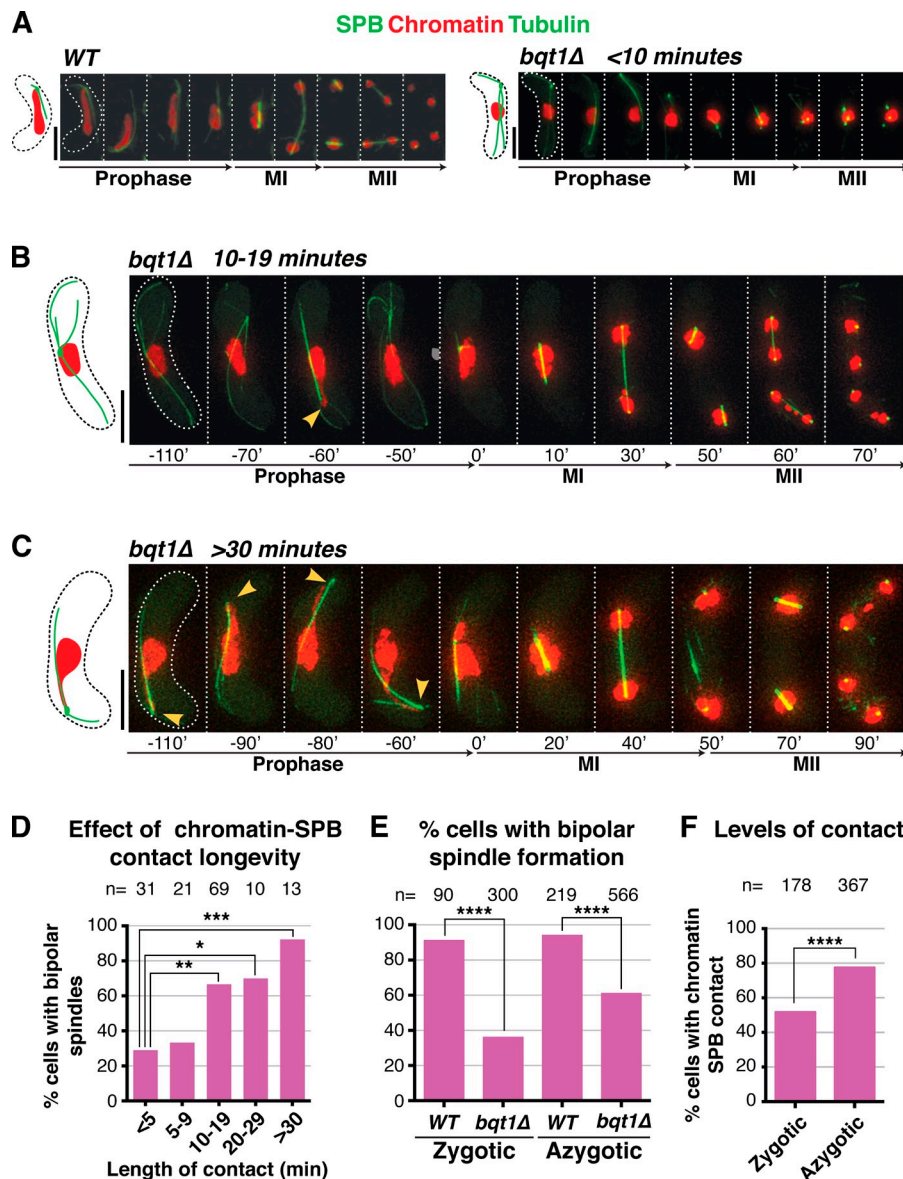 A
SPB Chromatin Tubulin
WT
bqt1Δ <10 minutes
Prophase MI MII
Prophase MI MII
B
bqt1Δ 10-19 minutes
-110' -70' -60' -50' 0' 10' 30' 50' 60' 70'
Prophase MI MII
C
bqt1Δ >30 minutes
-110' -90' -80' -60' 0' 20' 40' 50' 70' 90'
Prophase MI MII
D Effect of chromatin-SPB
contact longevity
n= 31 21 69 10 13
***
*
**
% cells with bipolar
spindles
100
80
60
40
20
0
<5 5-9 10-19 20-29 >30
Length of contact (min)
E % cells with bipolar
spindle formation
n= 90 300 219 566
**** ****
100
80
60
40
20
0
WT bqt1Δ WT bqt1Δ
Zygotic Azygotic
F Levels of contact
n= 178 367
****
% cells with chromatin
SPB contact
100
80
60
40
20
0
Zygotic Azygotic